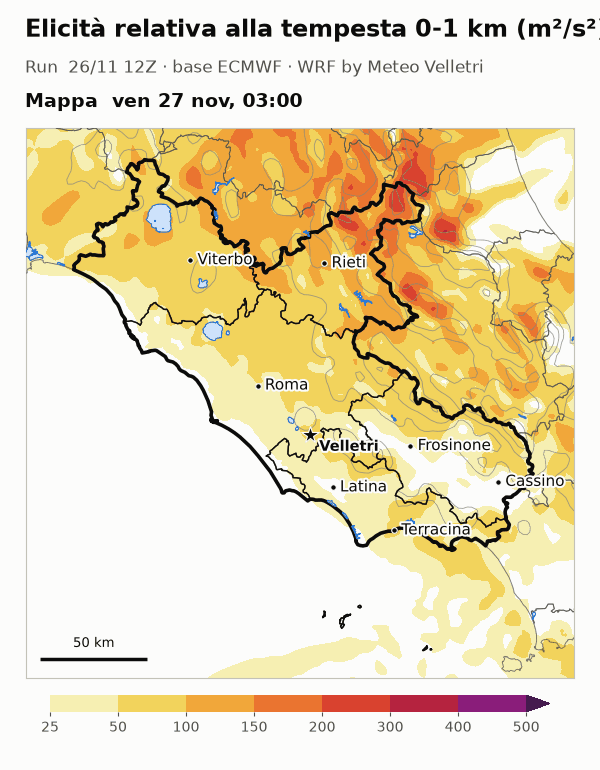 Elicità relativa alla tempesta 0-1 km (m²/s²)
Run  26/11 12Z · base ECMWF · WRF by Meteo Velletri
Mappa  ven 27 nov, 03:00
Viterbo
Rieti
Roma
Velletri
Frosinone
Cassino
Latina
Terracina
50 km
25 50 100 150 200 300 400 500